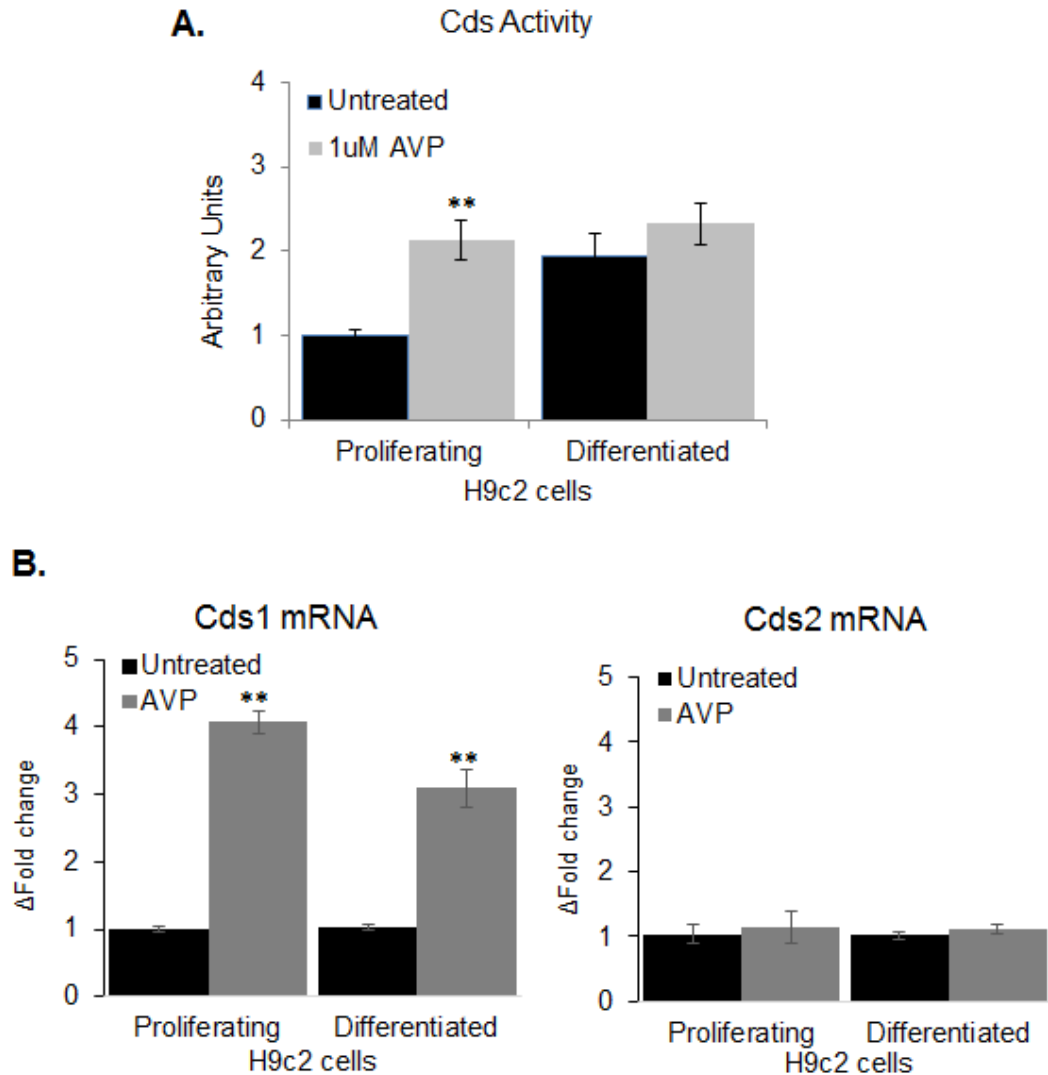 A.
Cds Activity
4
3
2
1
0
Arbitrary Units
Untreated
1uM AVP
**
Proliferating
Differentiated
H9c2 cells
B.
Cds1 mRNA
5
4
3
2
1
0
ΔFold change
Untreated
AVP
**
**
Proliferating
Differentiated
H9c2 cells
Cds2 mRNA
5
4
3
2
1
0
ΔFold change
Untreated
AVP
Proliferating
Differentiated
H9c2 cells